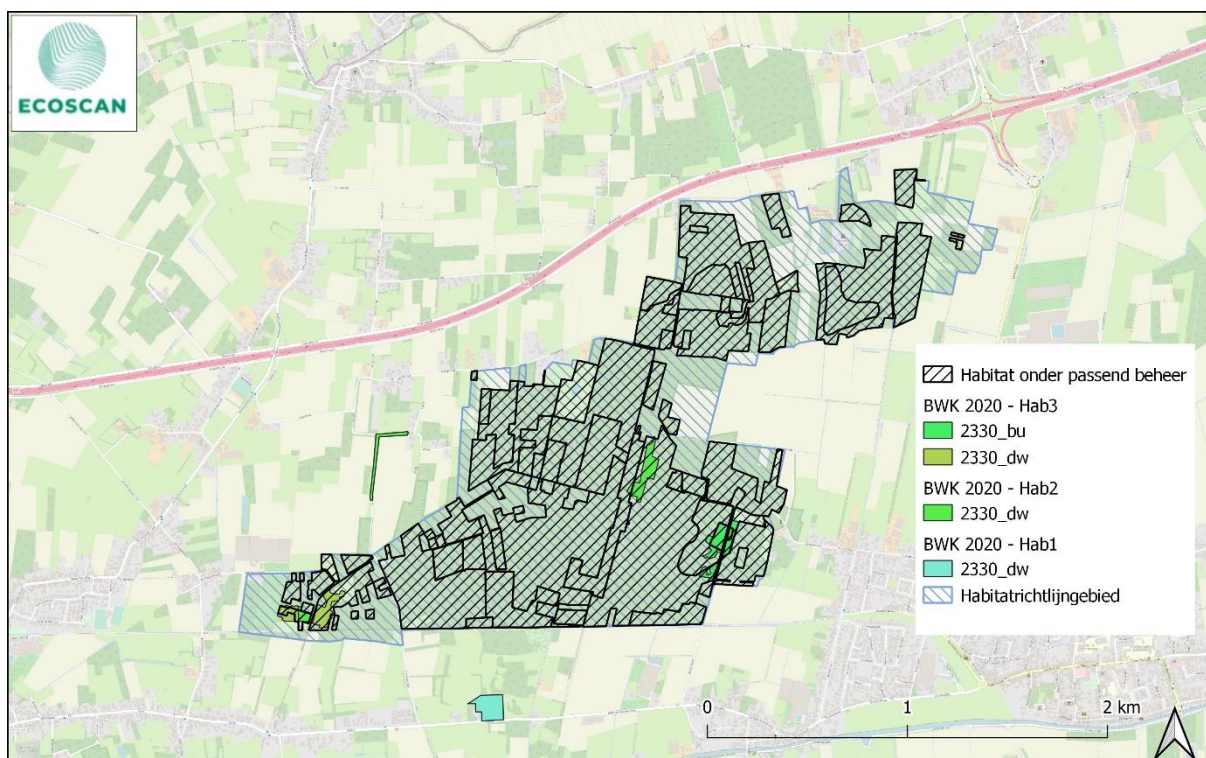 ECOSCAN
Habitat onder passend beheer
BWK 2020 - Hab3
2330_bu
2330_dw
BWK 2020 - Hab2
2330_dw
BWK 2020 - Hab1
2330_dw
Habitatrichtlijngebied
0 1 2 km